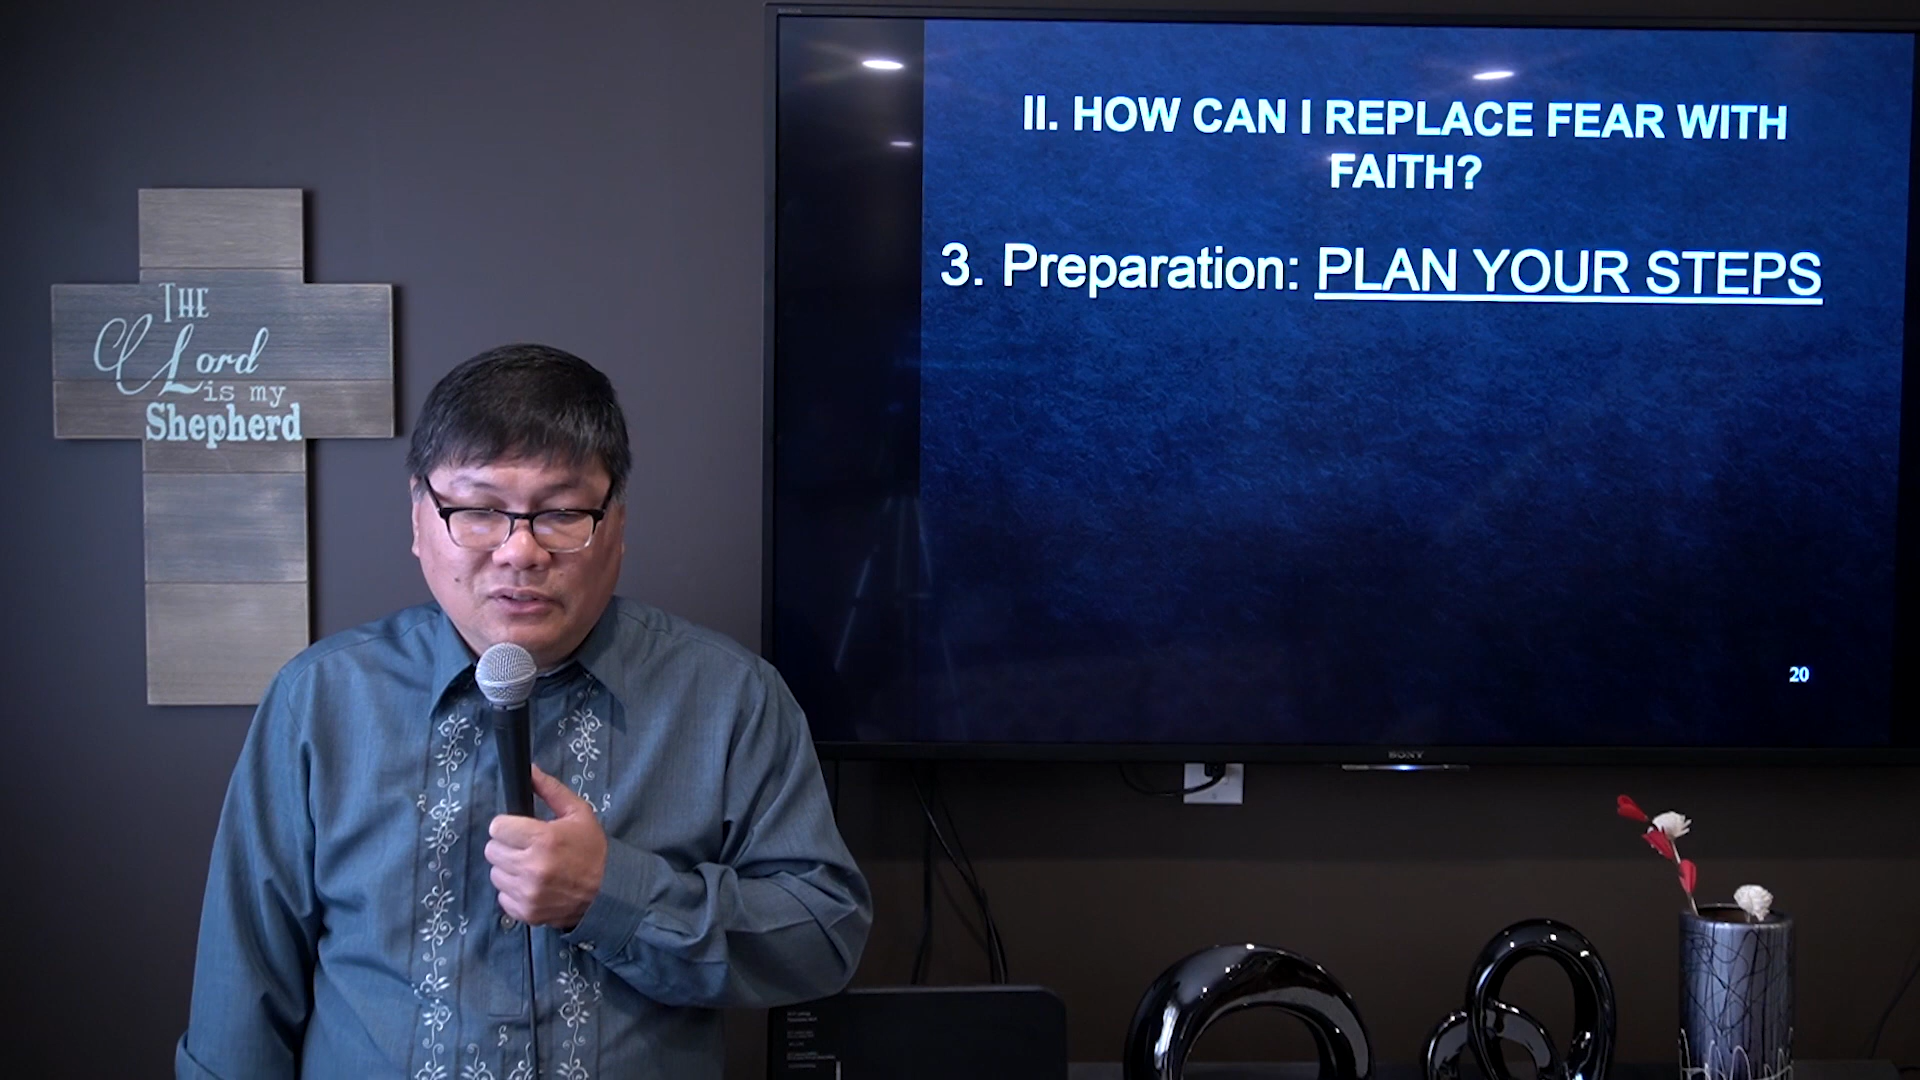 THE
Lord
is my
Shepherd
II. HOW CAN I REPLACE FEAR WITH
FAITH?
3. Preparation: PLAN YOUR STEPS
20
SONY